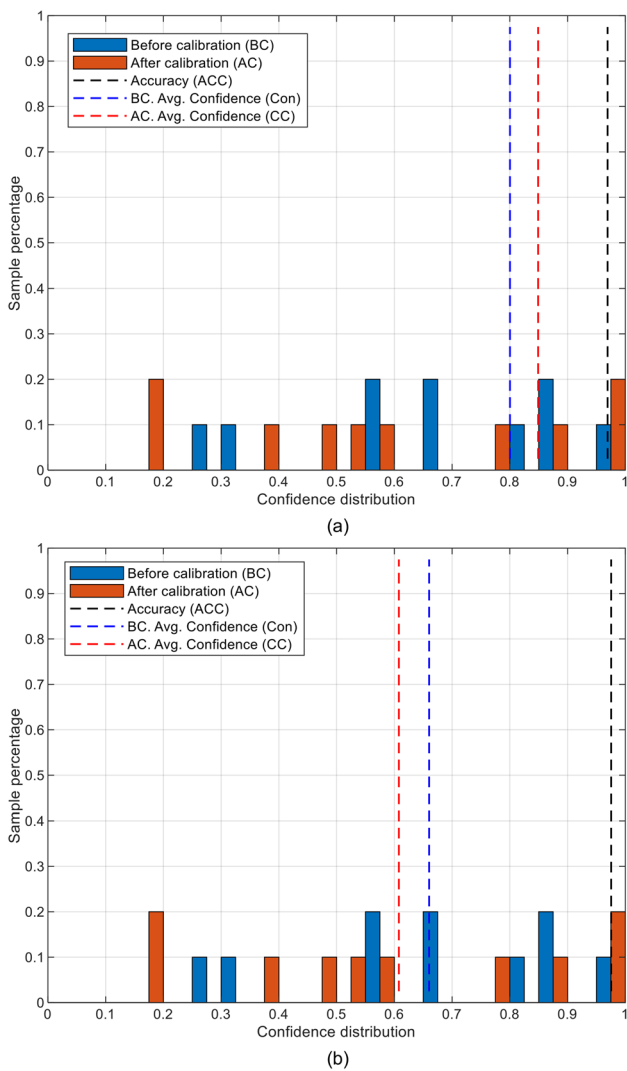 1
0.9
0.8
0.7
0.6
0.5
0.4
0.3
0.2
0.1
0
Sample percentage
Before calibration (BC)
After calibration (AC)
Accuracy (ACC)
BC. Avg. Confidence (Con)
AC. Avg. Confidence (CC)
0 0.1 0.2 0.3 0.4 0.5 0.6 0.7 0.8 0.9 1
Confidence distribution
(a)
1
0.9
0.8
0.7
0.6
0.5
0.4
0.3
0.2
0.1
0
Sample percentage
Before calibration (BC)
After calibration (AC)
Accuracy (ACC)
BC. Avg. Confidence (Con)
AC. Avg. Confidence (CC)
0 0.1 0.2 0.3 0.4 0.5 0.6 0.7 0.8 0.9 1
Confidence distribution
(b)